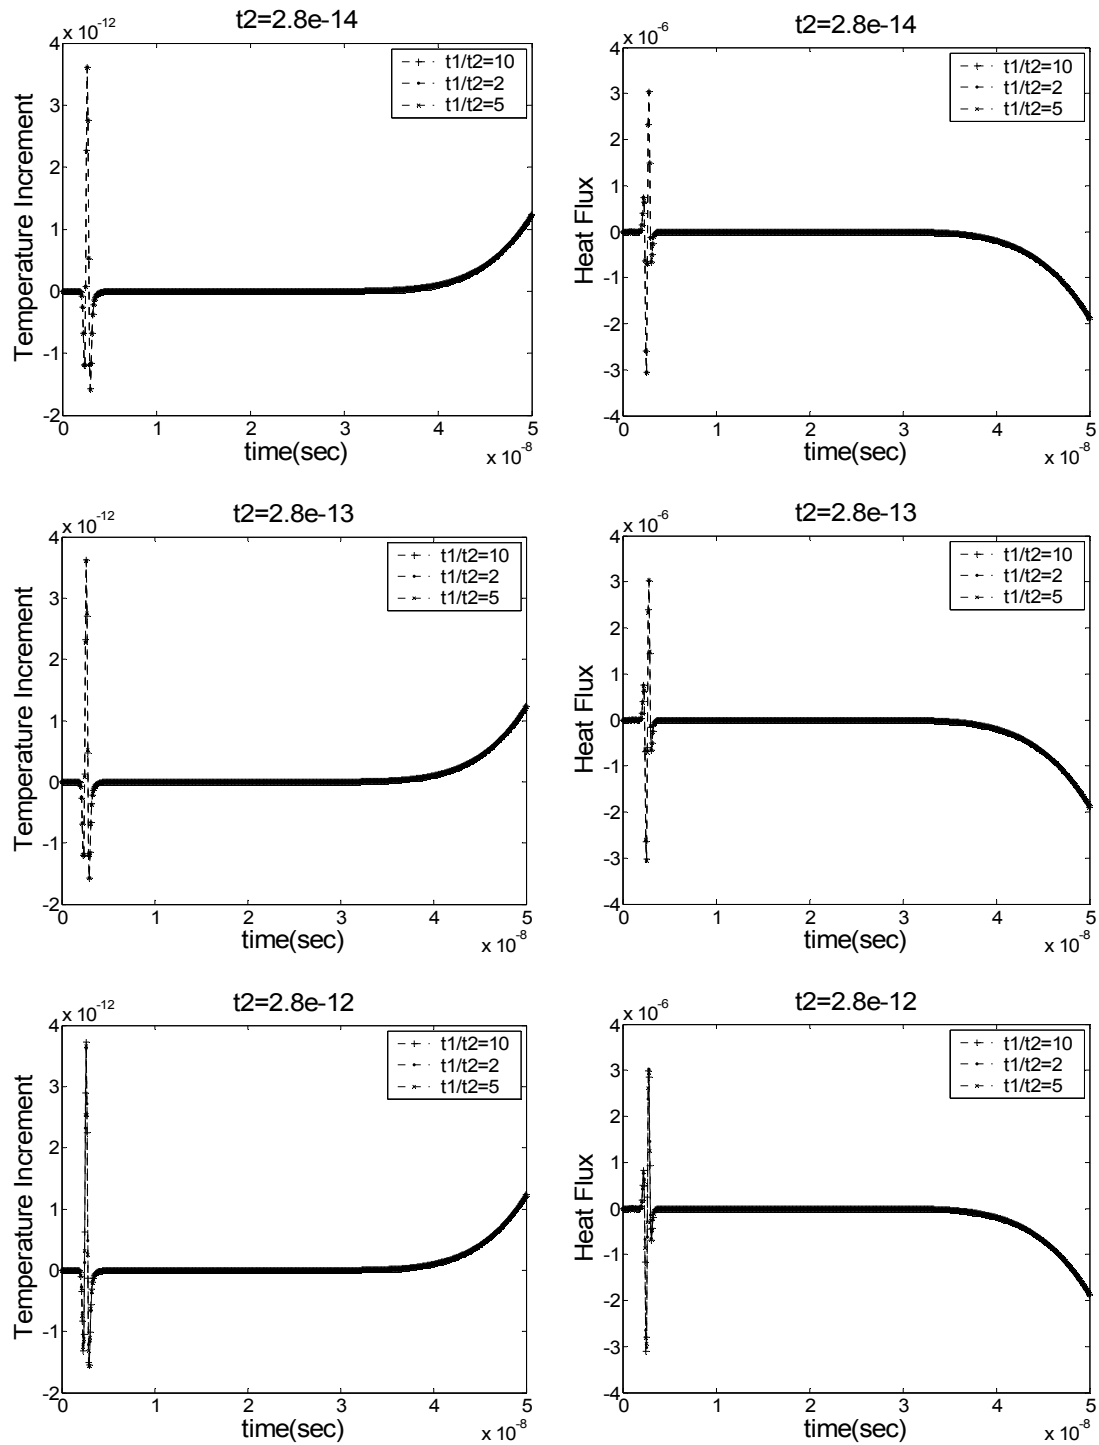 t2=2.8e-14
x 10-12
4
3
2
1
0
-1
-2
0 1 2 3 4 5
x 10-8
time(sec)
Temperature Increment
t1/t2=10
t1/t2=2
t1/t2=5
t2=2.8e-14
x 10-6
4
3
2
1
0
-1
-2
-3
-4
0 1 2 3 4 5
x 10-8
time(sec)
Heat Flux
t1/t2=10
t1/t2=2
t1/t2=5
t2=2.8e-13
x 10-12
4
3
2
1
0
-1
-2
0 1 2 3 4 5
x 10-8
time(sec)
Temperature Increment
t1/t2=10
t1/t2=2
t1/t2=5
t2=2.8e-13
x 10-6
4
3
2
1
0
-1
-2
-3
-4
0 1 2 3 4 5
x 10-8
time(sec)
Heat Flux
t1/t2=10
t1/t2=2
t1/t2=5
t2=2.8e-12
x 10-12
4
3
2
1
0
-1
-2
0 1 2 3 4 5
x 10-8
time(sec)
Temperature Increment
t1/t2=10
t1/t2=2
t1/t2=5
t2=2.8e-12
x 10-6
4
3
2
1
0
-1
-2
-3
-4
0 1 2 3 4 5
x 10-8
time(sec)
Heat Flux
t1/t2=10
t1/t2=2
t1/t2=5